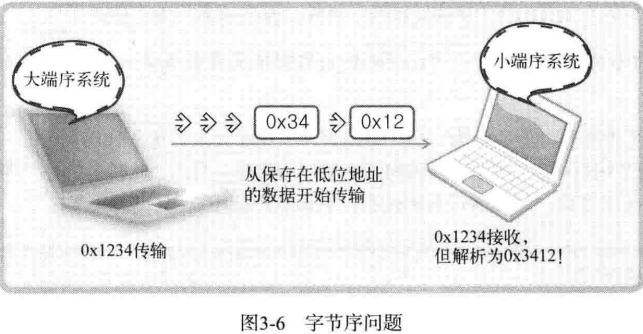 大端序系统
小端序系统
0x34
0x12
从保存在低位地址
的数据开始传输
0x1234传输
0x1234接收，
但解析为0x3412！
图3-6 字节序问题